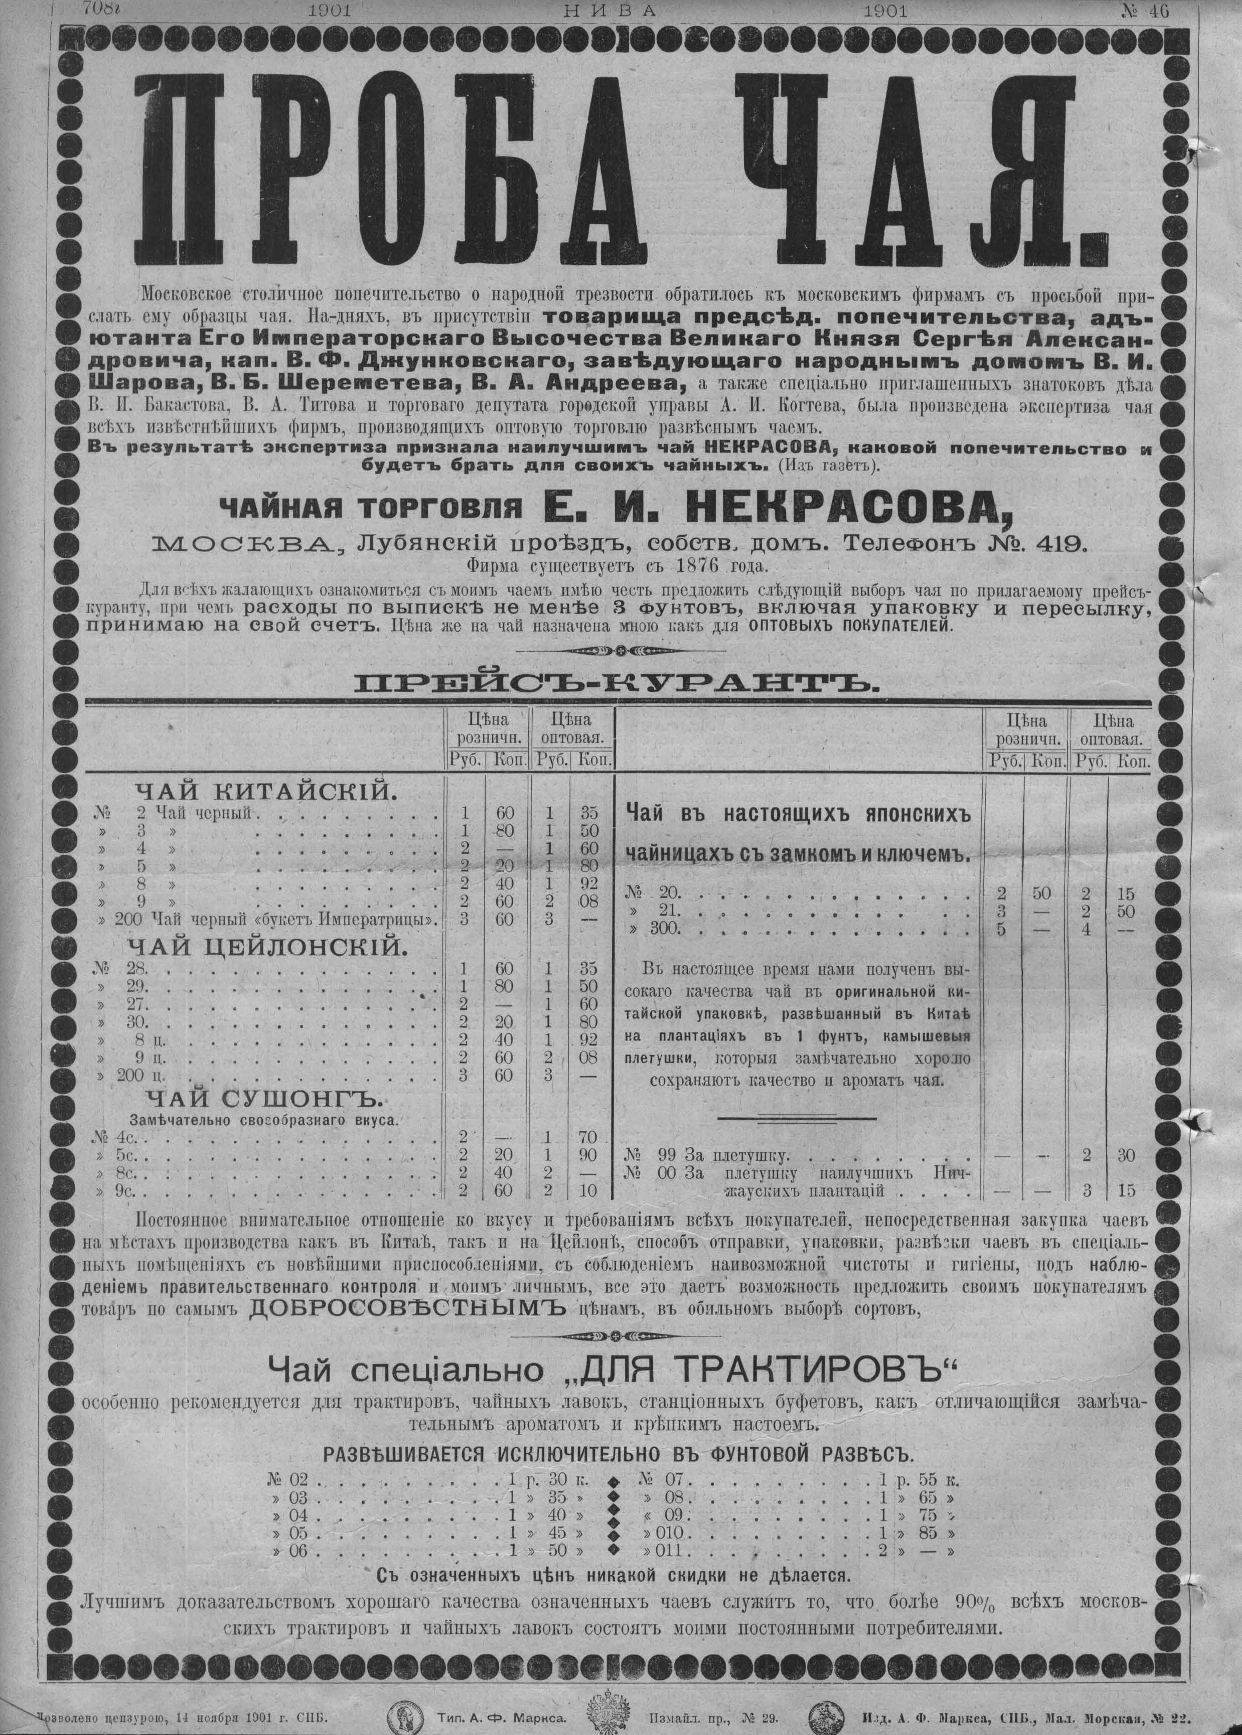 708г 1901 НИВА 1901 № 46
ПРОБА ЧАЯ.
Московское столичное попечительство о народной трезвости обратилось къ московскимъ фирмамъ съ просьбой при-
слать ему образцы чая. На-дняхъ, въ присутствіи товарища предсѣд. попечительства, адъ-
ютанта Его Императорскаго Высочества Великаго Князя Сергѣя Алексан-
дровича, кап. В. Ф. Джунковскаго, завѣдующаго народнымъ домомъ В. И.
Шарова, В. Б. Шереметева, В. А. Андреева, а также спеціально приглашенныхъ знатоковъ дѣла
В. И. Бакастова, В. А. Титова и торговаго депутата городской управы А. И. Когтева, была произведена экспертиза чая
всѣхъ извѣстнѣйшихъ фирмъ, производящихъ оптовую торговлю развѣснымъ чаемъ.
Въ результатѣ экспертиза признала наилучшимъ чай НЕКРАСОВА, каковой попечительство и
будетъ брать для своихъ чайныхъ. (Изъ газетъ).
ЧАЙНАЯ ТОРГОВЛЯ Е. И. НЕКРАСОВА,
МОСКВА, Лубянскій проѣздъ, собств. домъ. Телефонъ №. 419.
Фирма существуетъ съ 1876 года.
Для всѣхъ жалающихъ ознакомиться съ моимъ чаемъ имѣю честь предложить слѣдующій выборъ чая по прилагаемому прейсъ-
куранту, при чемъ расходы по выпискѣ не менѣе 3 фунтовъ, включая упаковку и пересылку,
принимаю на свой счетъ. Цѣна же на чай назначена мною какъ для ОПТОВЫХЪ ПОКУПАТЕЛЕЙ.
ПРЕЙСЪ-КУРАНТЪ.
Цѣна розничн. Цѣна оптовая.
Руб. Коп. Руб. Коп.
ЧАЙ КИТАЙСКІЙ.
№ 2 Чай черный . . . . . . . . 1 60 1 35
» 3 » . . . . . . . . 1 80 1 50
» 4 » . . . . . . . . 2 — 1 60
» 5 » . . . . . . . . 2 20 1 80
» 8 » . . . . . . . . 2 40 1 92
» 9 » . . . . . . . . 2 60 2 08
» 200 Чай черный «букетъ Императрицы». 3 60 3 —
ЧАЙ ЦЕЙЛОНСКІЙ.
№ 28. . . . . . . . . 1 60 1 35
» 29. . . . . . . . . 1 80 1 50
» 27. . . . . . . . . 2 — 1 60
» 30. . . . . . . . . 2 20 1 80
» 8 ц. . . . . . . . . 2 40 1 92
» 9 ц. . . . . . . . . 2 60 2 08
» 200 ц. . . . . . . . . 3 60 3 —
ЧАЙ СУШОНГЪ.
Замѣчательно своеобразнаго вкуса.
№ 4с. . . . . . . . . 2 — 1 70
» 5с. . . . . . . . . 2 20 1 90
» 8с. . . . . . . . . 2 40 2 —
» 9с. . . . . . . . . 2 60 2 10
Цѣна розничн. Цѣна оптовая.
Руб. Коп. Руб. Коп.
Чай въ настоящихъ японскихъ
чайницахъ съ замкомъ и ключемъ.
№ 20. . . . . . . . . 2 50 2 15
» 21. . . . . . . . . 3 — 2 50
» 300. . . . . . . . . 5 — 4 —
Въ настоящее время нами полученъ вы-
сокаго качества чай въ оригинальной ки-
тайской упаковкѣ, развѣшанный въ Китаѣ
на плантаціяхъ въ 1 фунтъ, камышевыя
плетушки, которыя замѣчательно хорошо
сохраняютъ качество и ароматъ чая.
№ 99 За плетушку. . . . . . . . — — 2 30
№ 00 За плетушку наилучшихъ Нин-
жаускихъ плантацій . . . . — — 3 15
Постоянное внимательное отношеніе ко вкусу и требованіямъ всѣхъ покупателей, непосредственная закупка чаевъ
на мѣстахъ производства какъ въ Китаѣ, такъ и на Цейлонѣ, способъ отправки, упаковки, развѣски чаевъ въ спеціаль-
ныхъ помѣщеніяхъ съ новѣйшими приспособленіями, съ соблюденіемъ наивозможной чистоты и гигіены, подъ наблю-
деніемъ правительственнаго контроля и моимъ личнымъ, все это даетъ возможность предложить своимъ покупателямъ
товаръ по самымъ ДОБРОСОВѢСТНЫМЪ цѣнамъ, въ обильномъ выборѣ сортовъ,
Чай спеціально „ДЛЯ ТРАКТИРОВЪ“
особенно рекомендуется для трактировъ, чайныхъ лавокъ, станціонныхъ буфетовъ, какъ отличающійся замѣча-
тельнымъ ароматомъ и крѣпкимъ настоемъ.
РАЗВѢШИВАЕТСЯ ИСКЛЮЧИТЕЛЬНО ВЪ ФУНТОВОЙ РАЗВѢСЪ.
№ 02 . . . . . . . . . 1 р. 30 к. № 07. . . . . . . . . 1 р. 55 к.
» 03 . . . . . . . . . 1 » 35 » » 08. . . . . . . . . 1 » 65 »
» 04 . . . . . . . . . 1 » 40 » « 09. . . . . . . . . 1 » 75 »
» 05 . . . . . . . . . 1 » 45 » » 010. . . . . . . . . 1 » 85 »
» 06 . . . . . . . . . 1 » 50 » » 011. . . . . . . . . 2 » — »
Съ означенныхъ цѣнъ никакой скидки не дѣлается.
Лучшимъ доказательствомъ хорошаго качества означенныхъ чаевъ служитъ то, что болѣе 90% всѣхъ москов-
скихъ трактировъ и чайныхъ лавокъ состоятъ моими постоянными потребителями.
Дозволено цензурою, 14 ноября 1901 г. СПБ. Тип. А. Ф. Маркса. Измайл. пр., № 29. Изд. А. Ф. Маркса, СПБ., Мал. Морская, № 22.